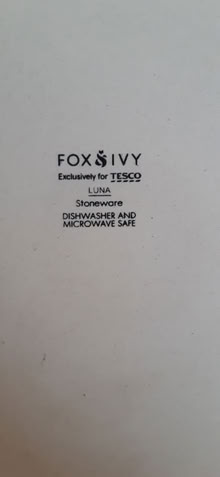 FOX & IVY
Exclusively for TESCO
LUNA
Stoneware
DISHWASHER AND
MICROWAVE SAFE